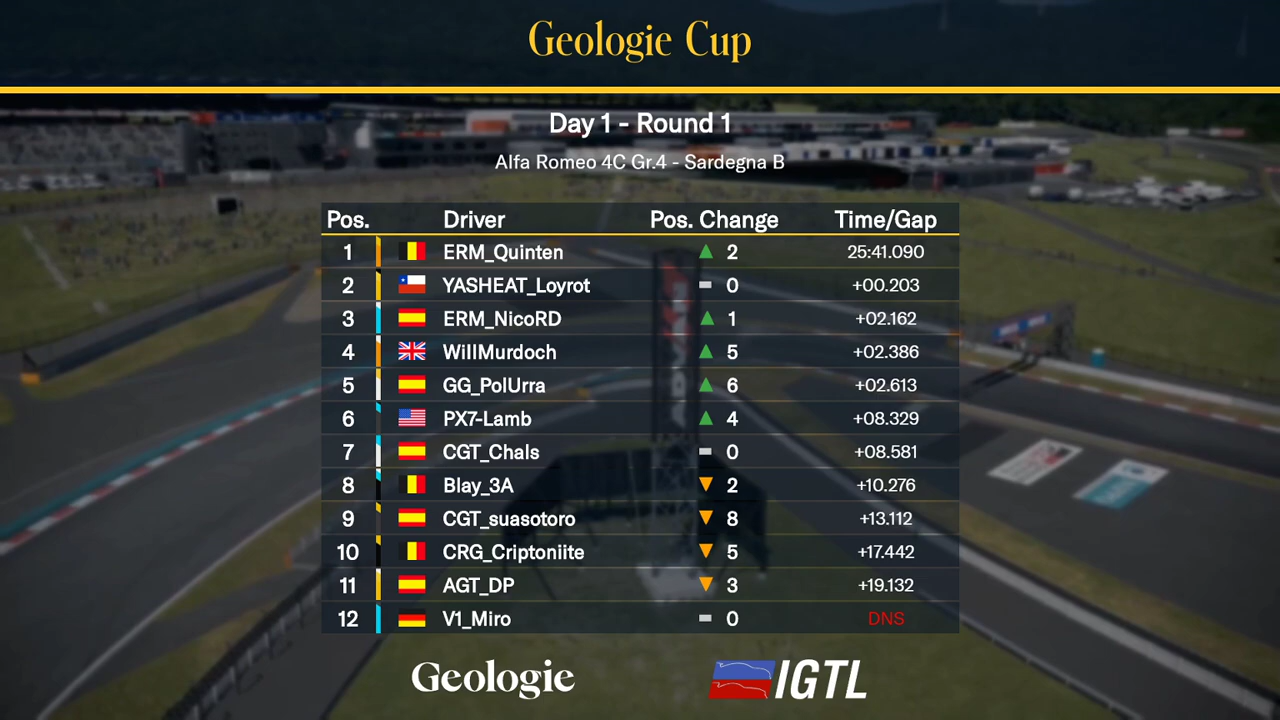 Geologie Cup
Day 1 - Round 1
Alfa Romeo 4C Gr.4 - Sardegna B
Pos. Driver Pos. Change Time/Gap
1 ERM_Quinten 2 25:41.090
2 YASHEAT_Loyrot 0 +00.203
3 ERM_NicoRD 1 +02.162
4 WillMurdoch 5 +02.386
5 GG_PolUrra 6 +02.613
6 PX7-Lamb 4 +08.329
7 CGT_Chals 0 +08.581
8 Blay_3A 2 +10.276
9 CGT_suasotoro 8 +13.112
10 CRG_Criptoniite 5 +17.442
11 AGT_DP 3 +19.132
12 V1_Miro 0 DNS
Geologie IGTL